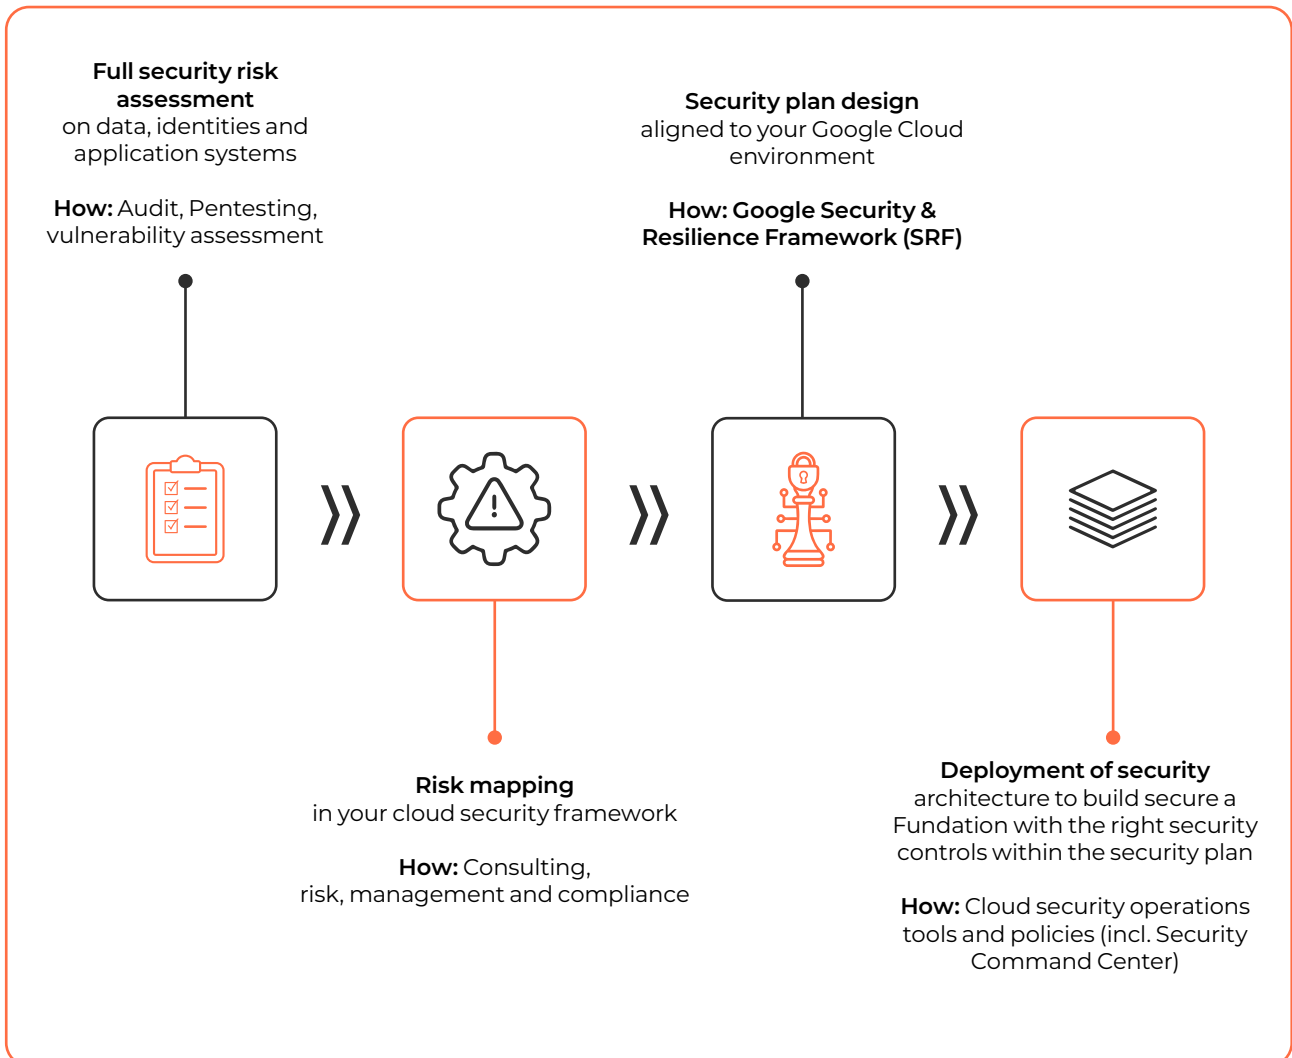 Full security risk
assessment
on data, identities and
application systems
How: Audit, Pentesting,
vulnerability assessment
Risk mapping
in your cloud security framework
How: Consulting,
risk, management and compliance
Security plan design
aligned to your Google Cloud
environment
How: Google Security &
Resilience Framework (SRF)
Deployment of security
architecture to build secure a
Fundation with the right security
controls within the security plan
How: Cloud security operations
tools and policies (incl. Security
Command Center)